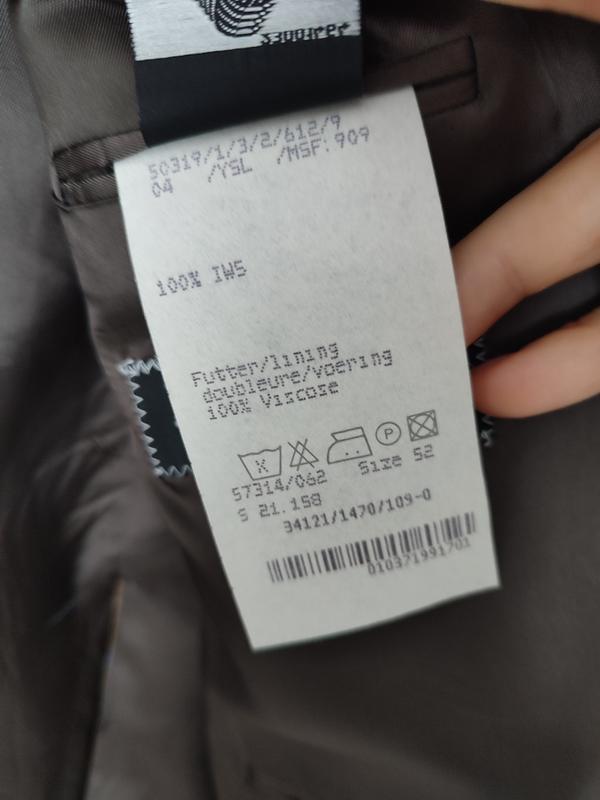 50319/1/3/2/612/9
04 /YSL /MSF: 909
100% IWS
Futter/lining
doubleure/voering
100% Viscose
P
57314/062 Size 52
S 21.158
34121/1470/109-0
010371991701